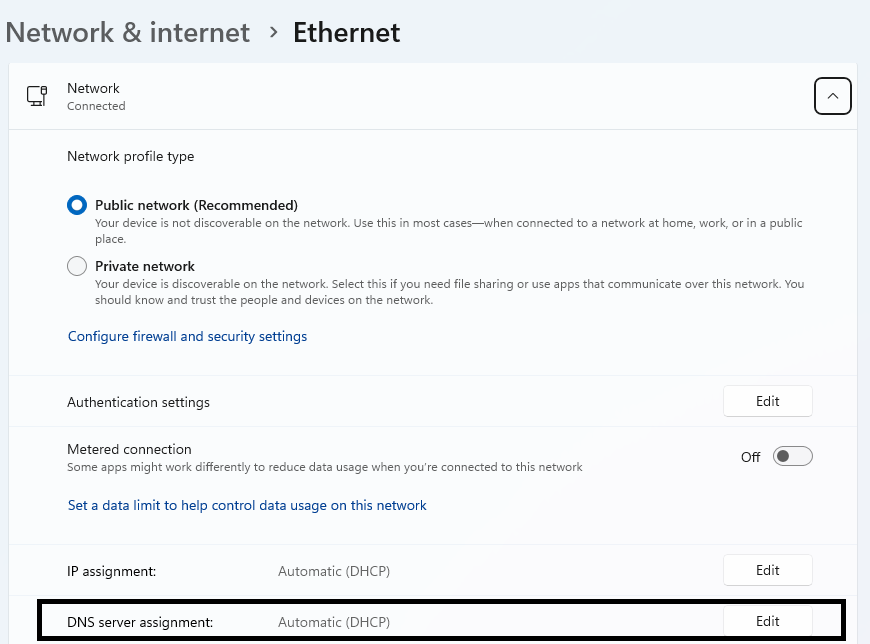 Network & internet › Ethernet
Network
Connected
Network profile type
Public network (Recommended)
Your device is not discoverable on the network. Use this in most cases—when connected to a network at home, work, or in a public
place.
Private network
Your device is discoverable on the network. Select this if you need file sharing or use apps that communicate over this network. You
should know and trust the people and devices on the network.
Configure firewall and security settings
Authentication settings Edit
Metered connection
Some apps might work differently to reduce data usage when you're connected to this network
Off
Set a data limit to help control data usage on this network
IP assignment: Automatic (DHCP) Edit
DNS server assignment: Automatic (DHCP) Edit